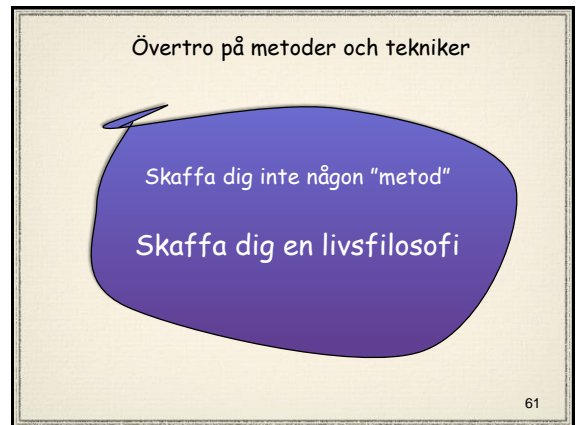 Övertro på metoder och tekniker
Skaffa dig inte någon ”metod”
Skaffa dig en livsfilosofi
61